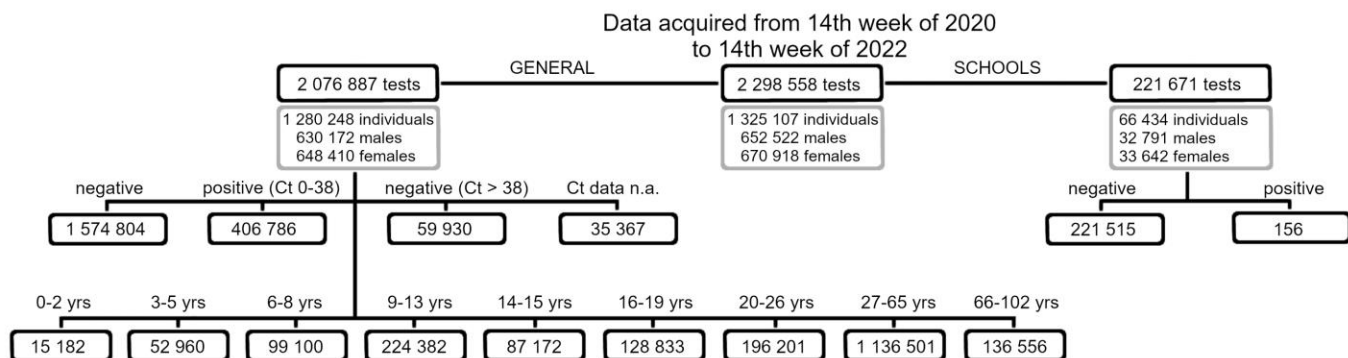 Data acquired from 14th week of 2020
to 14th week of 2022
GENERAL
SCHOOLS
2 076 887 tests
2 298 558 tests
221 671 tests
1 280 248 individuals
630 172 males
648 410 females
1 325 107 individuals
652 522 males
670 918 females
66 434 individuals
32 791 males
33 642 females
negative
positive (Ct 0-38)
negative (Ct > 38)
Ct data n.a.
negative
positive
1 574 804
406 786
59 930
35 367
221 515
156
0-2 yrs
3-5 yrs
6-8 yrs
9-13 yrs
14-15 yrs
16-19 yrs
20-26 yrs
27-65 yrs
66-102 yrs
15 182
52 960
99 100
224 382
87 172
128 833
196 201
1 136 501
136 556